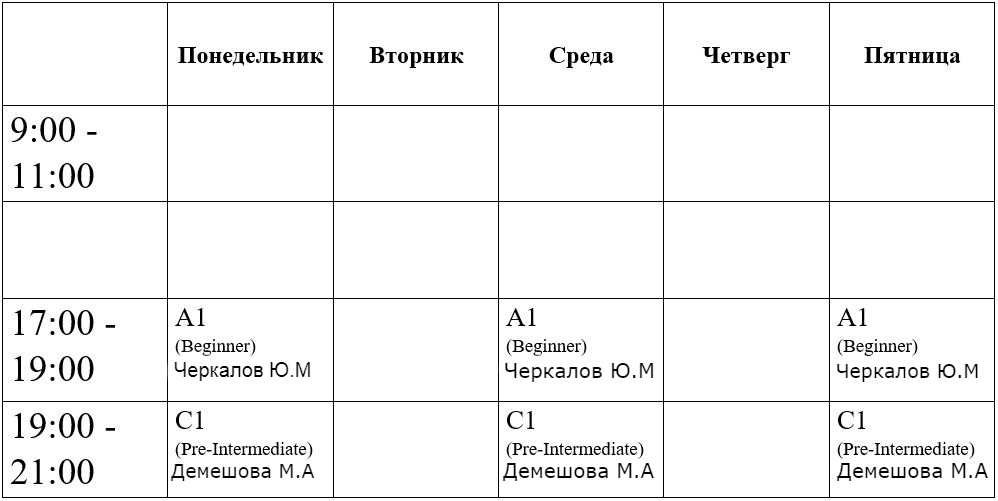 Понедельник Вторник Среда Четверг Пятница
9:00 -
11:00
17:00 -
19:00
A1
(Beginner)
Черкалов Ю.М
A1
(Beginner)
Черкалов Ю.М
A1
(Beginner)
Черкалов Ю.М
19:00 -
21:00
C1
(Pre-Intermediate)
Демешова М.А
C1
(Pre-Intermediate)
Демешова М.А
C1
(Pre-Intermediate)
Демешова М.А